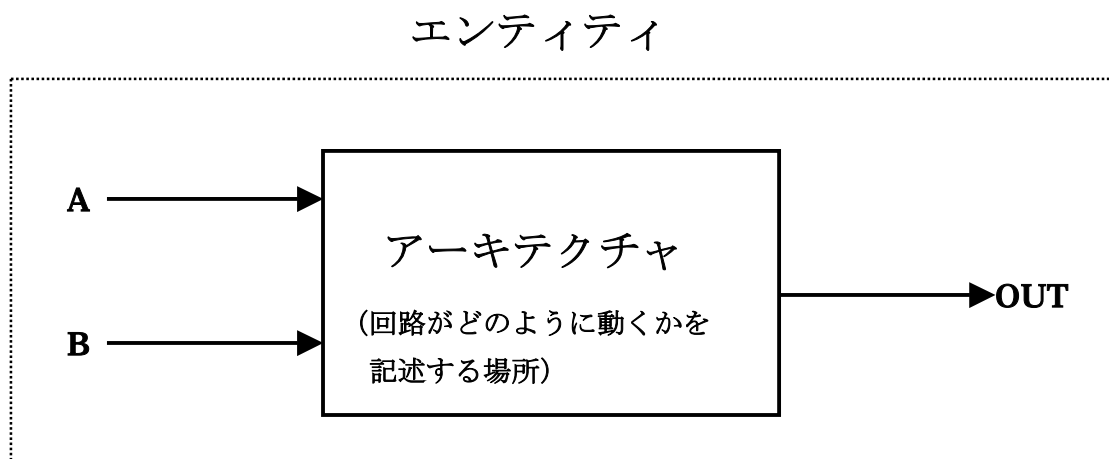 エンティティ
A
アーキテクチャ
(回路がどのように動くかを
記述する場所)
B
OUT